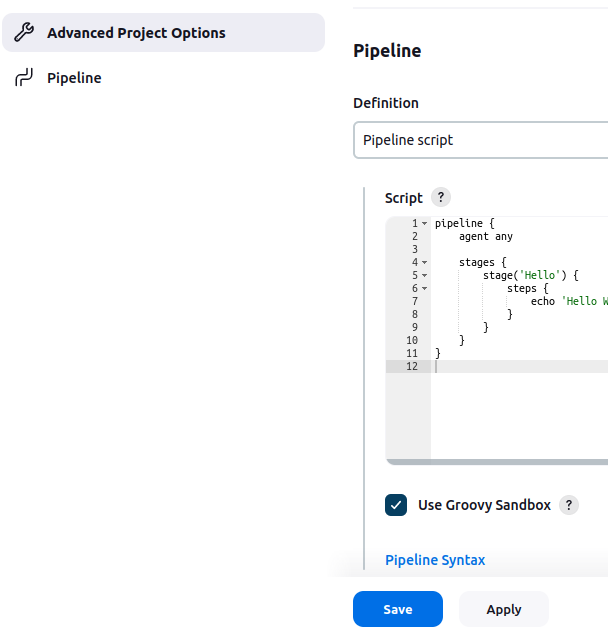 Advanced Project Options
Pipeline
Pipeline
Definition
Pipeline script
Script ?
1 pipeline {
2 agent any
3
4 stages {
5 stage('Hello') {
6 steps {
7 echo 'Hello W
8 }
9 }
10 }
11 }
12
Use Groovy Sandbox ?
Pipeline Syntax
Save Apply